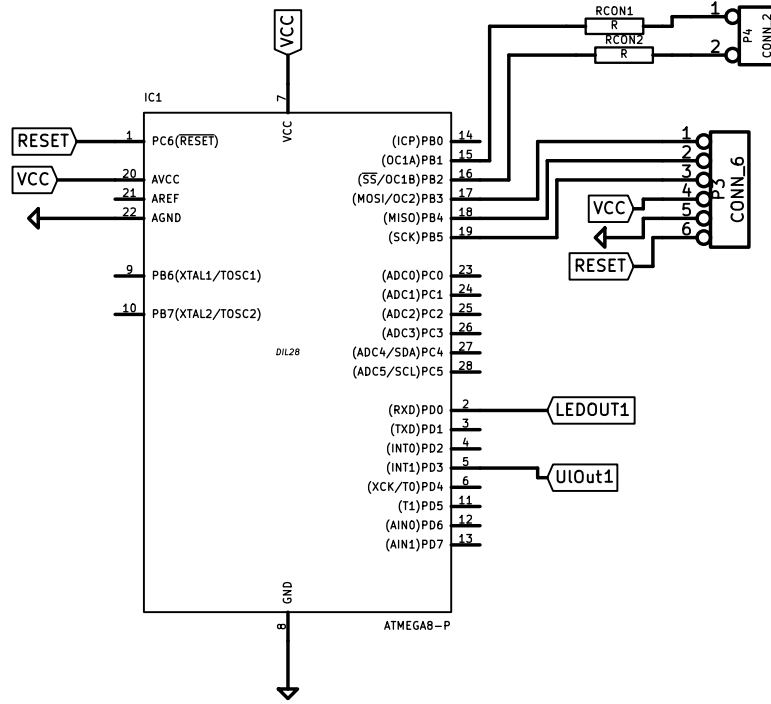 RCON1
R
1
RCON2
R
2
P4
CONN_2
VCC
IC1
7
VCC
RESET
1
PC6(RESET)
(ICP)PB0
14
(OC1A)PB1
15
VCC
20
AVCC
(SS/OC1B)PB2
16
21
AREF
(MOSI/OC2)PB3
17
22
AGND
(MISO)PB4
18
(SCK)PB5
19
1
2
3
4
5
6
P3
CONN_6
VCC
RESET
9
PB6(XTAL1/TOSC1)
(ADC0)PC0
23
(ADC1)PC1
24
10
PB7(XTAL2/TOSC2)
(ADC2)PC2
25
(ADC3)PC3
26
DIL28
(ADC4/SDA)PC4
27
(ADC5/SCL)PC5
28
(RXD)PD0
2
LEDOUT1
(TXD)PD1
3
(INT0)PD2
4
(INT1)PD3
5
UlOut1
(XCK/T0)PD4
6
(T1)PD5
11
(AIN0)PD6
12
(AIN1)PD7
13
GND
8
ATMEGA8-P